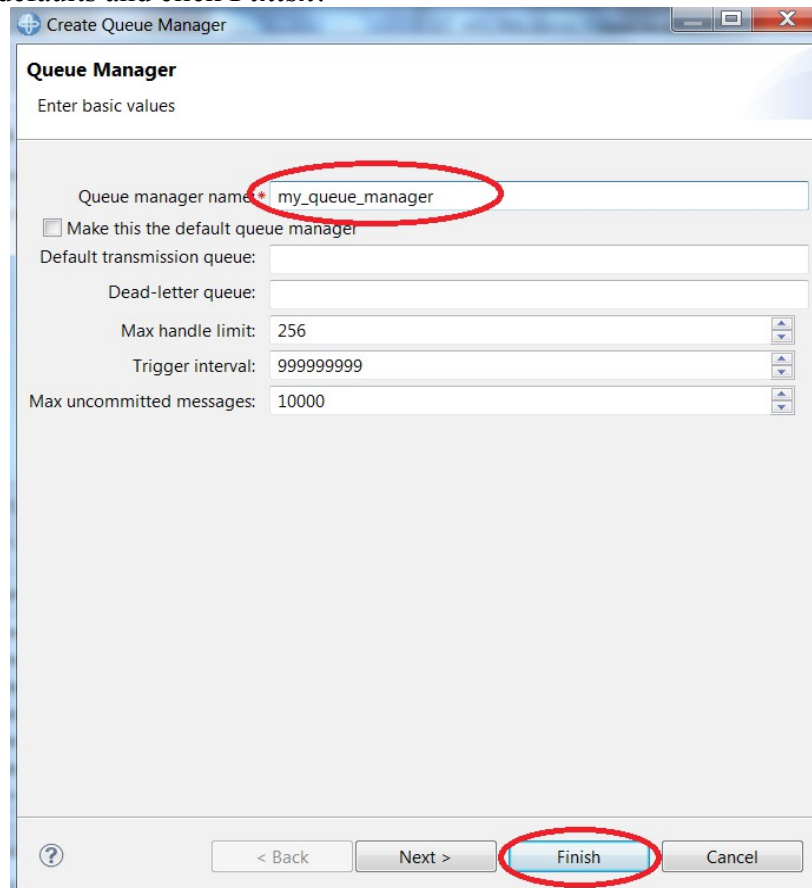 Create Queue Manager
Queue Manager
Enter basic values
Queue manager name:* my_queue_manager
Make this the default queue manager
Default transmission queue:
Dead-letter queue:
Max handle limit: 256
Trigger interval: 999999999
Max uncommitted messages: 10000
? < Back Next > Finish Cancel